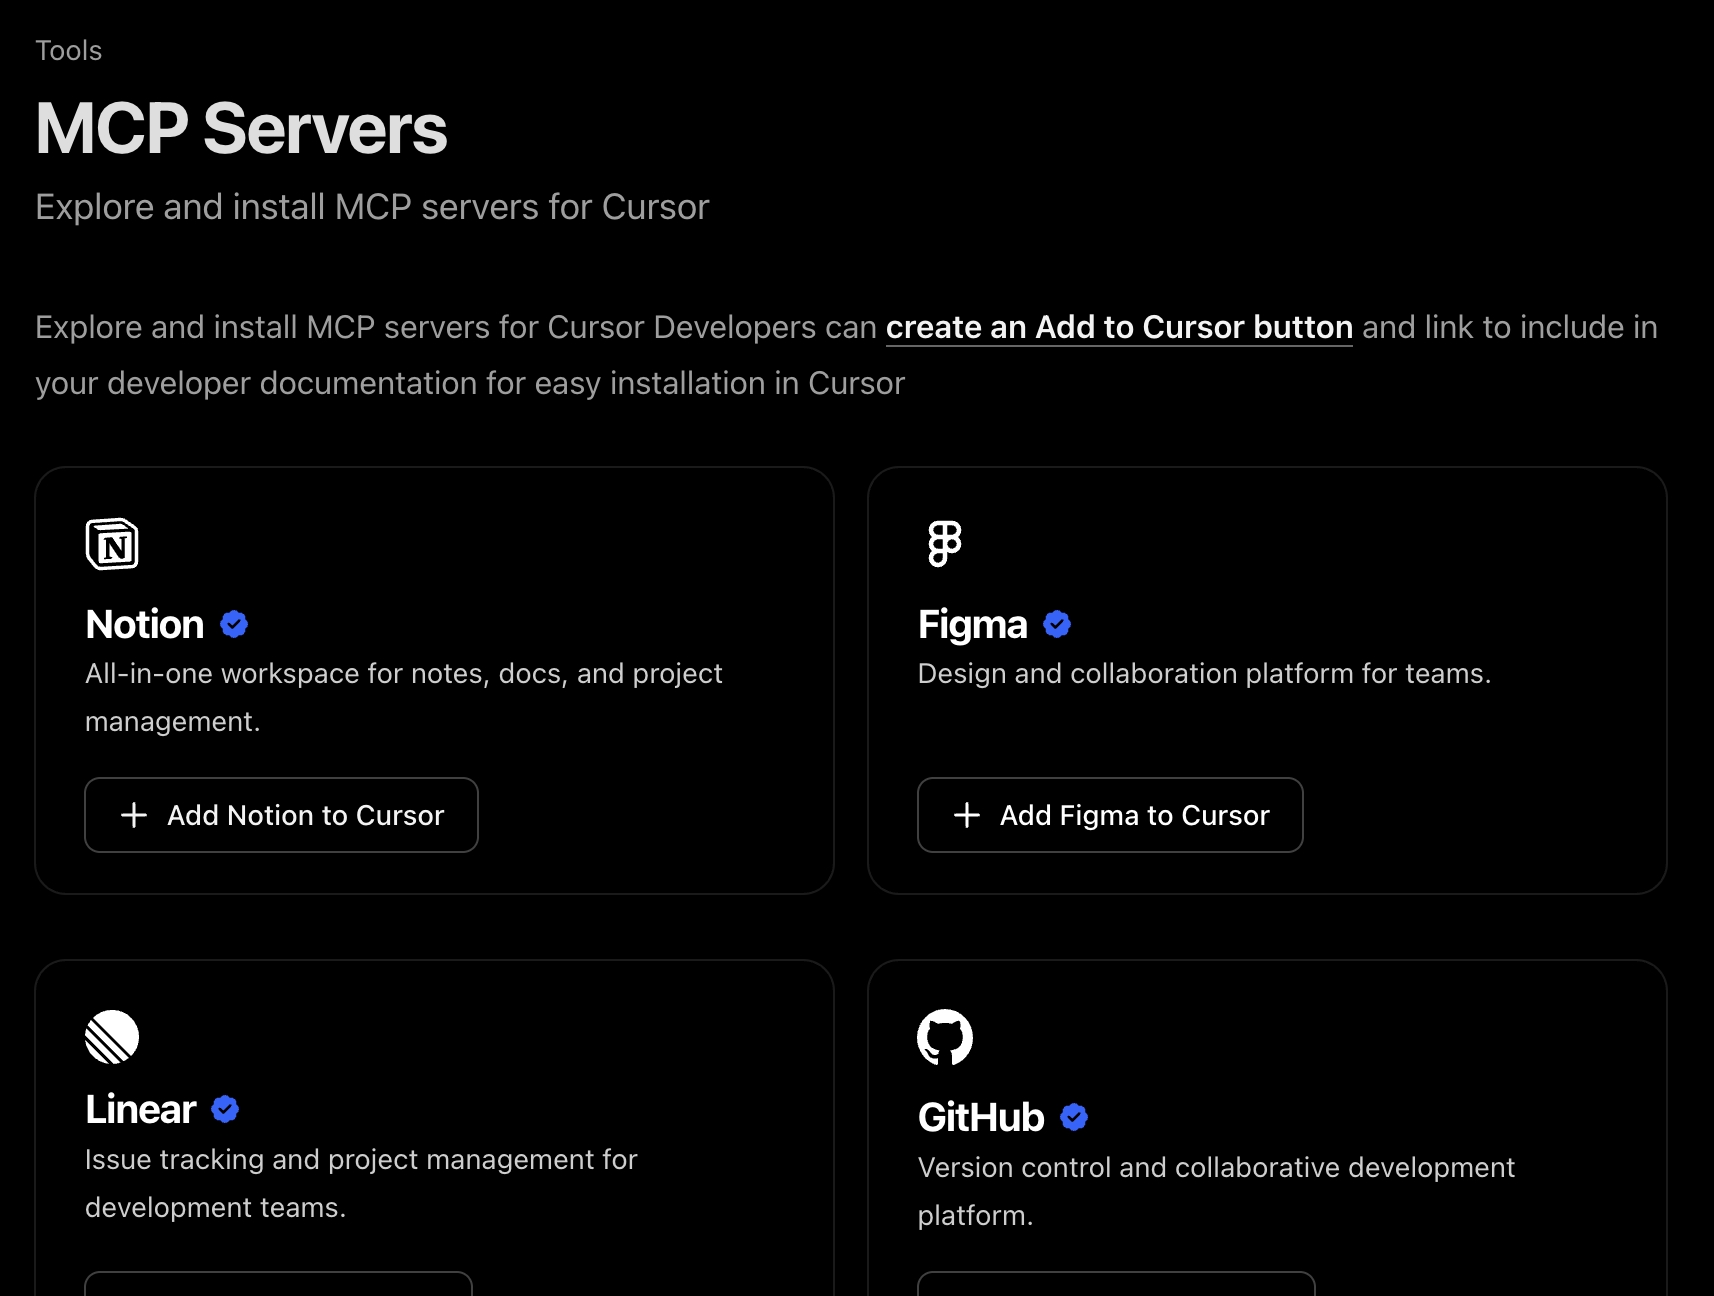 Tools
MCP Servers
Explore and install MCP servers for Cursor
Explore and install MCP servers for Cursor Developers can create an Add to Cursor button and link to include in
your developer documentation for easy installation in Cursor
N
Notion
All-in-one workspace for notes, docs, and project
management.
+ Add Notion to Cursor
Figma
Design and collaboration platform for teams.
+ Add Figma to Cursor
Linear
Issue tracking and project management for
development teams.
GitHub
Version control and collaborative development
platform.